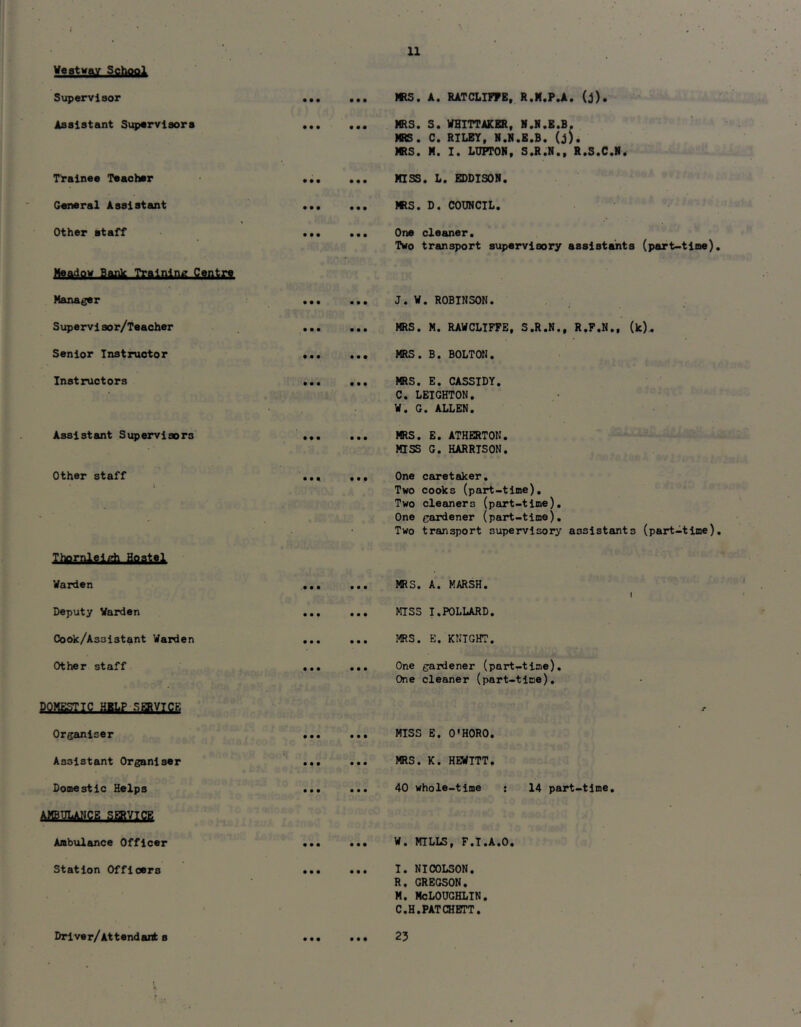 11
Westway School
Supervisor ... ... MRS. A. RATCLIFFE, R.M.P.A. (j).
Assistant Supervisors ... ... MRS. S. WHITTAKER, N.N.E.B.
MRS. C. RILEY, N.N.E.B. (j).
MRS. M. I. LUPTON, S.R.N., R.S.C.N.
Trainee Teacher ... ... MISS. L. EDDISON.
General Assistant ... ... MRS. D. COUNCIL.
Other staff ... ... One cleaner.
Two transport supervisory assistants (part-time).
Meadow Bank Training Centre
Manager ... ... J. W. ROBINSON.
Supervisor/Teacher ... ... MRS. M. RAWCLIFFE, S.R.N., R.F.N., (k).
Senior Instructor ... ... MRS. B. BOLTON.
Instructors ... ... MRS. E. CASSIDY.
C. LEIGHTON.
W. G. ALLEN.
Assistant Supervisors ... ... MRS. E. ATHERTON.
MISS G. HARRISON.
Other staff ... ... One caretaker.
Two cooks (part-time).
Two cleaners (part-time).
One gardener (part-time).
Two transport supervisory assistants (part-time).
Thornleigh Hostel
Warden ... ... MRS. A. MARSH.
Deputy Warden ... ... MISS I.POLLARD.
Cook/Assistant Warden ... ... MRS. E. KNIGHT.
Other staff ... ... One gardener (part-time).
One cleaner (part-time).
DOMESTIC HELP SERVICE
Organiser ... ... MISS E. O'HORO.
Assistant Organiser ... ... MRS. K. HEWITT.
Domestic Helps ... ... 40 whole-time : 14 part-time.
AMBULANCE SERVICE
Ambulance Officer ... ... W. MILLS, F.I.A.O.
Station Officers ... ... I. NICOLSON.
R. GREGSON.
M. McLOUGHLIN.
C.H.PATCHETT.
Driver/Attendants ... ... 23